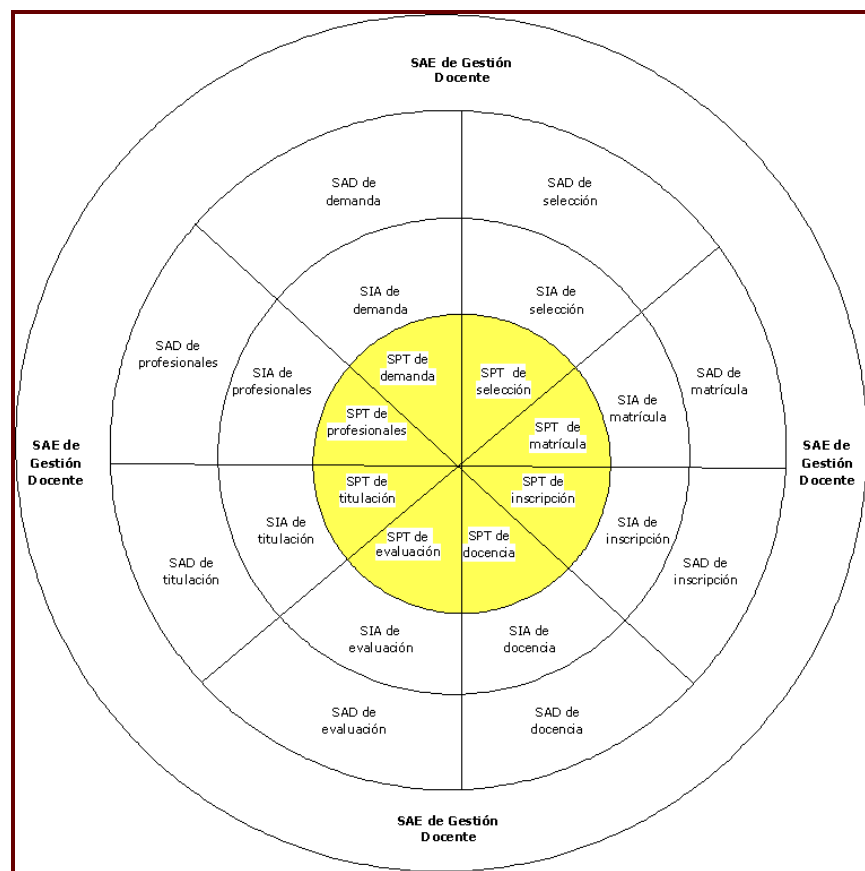 SAE de Gestión
Docente
SAD de
demanda
SAD de
selección
SIA de
demanda
SIA de
selección
SAD de
profesionales
SIA de
profesionales
SPT de
demanda
SPT de
selección
SIA de
matrícula
SAD de
matrícula
SPT de
profesionales
SPT de
matrícula
SAE de
Gestión
Docente
SAE de
Gestión
Docente
SPT de
titulación
SPT de
inscripción
SIA de
titulación
SPT de
evaluación
SPT de
docencia
SIA de
inscripción
SAD de
titulación
SAD de
inscripción
SIA de
evaluación
SIA de
docencia
SAD de
evaluación
SAD de
docencia
SAE de Gestión
Docente